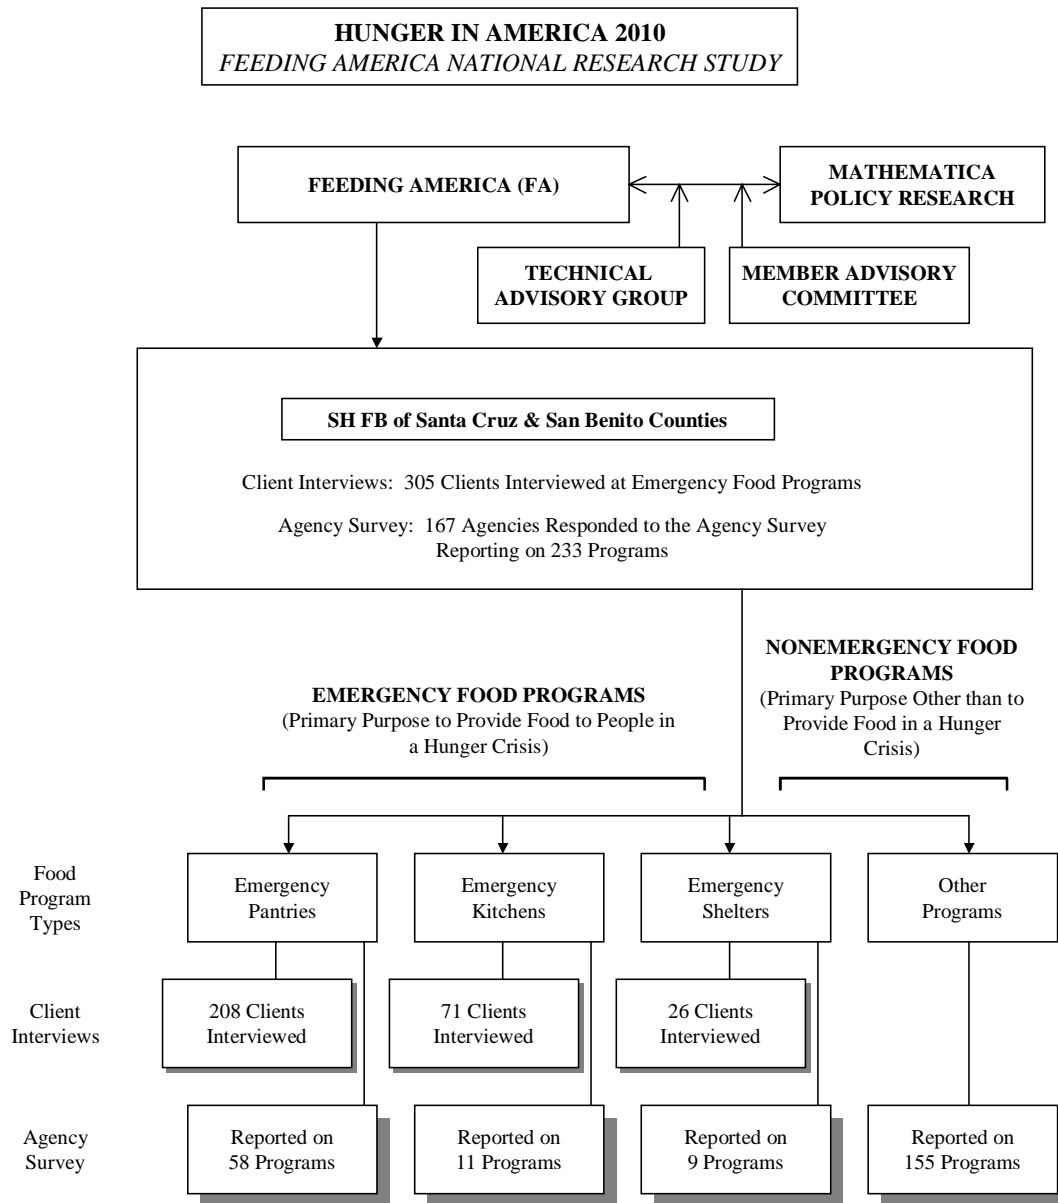 HUNGER IN AMERICA 2010
FEEDING AMERICA NATIONAL RESEARCH STUDY
FEEDING AMERICA (FA)
MATHEMATICA
POLICY RESEARCH
TECHNICAL
ADVISORY GROUP
MEMBER ADVISORY
COMMITTEE
SH FB of Santa Cruz & San Benito Counties
Client Interviews: 305 Clients Interviewed at Emergency Food Programs
Agency Survey: 167 Agencies Responded to the Agency Survey
Reporting on 233 Programs
EMERGENCY FOOD PROGRAMS
(Primary Purpose to Provide Food to People in
a Hunger Crisis)
NONEMERGENCY FOOD
PROGRAMS
(Primary Purpose Other than to
Provide Food in a Hunger
Crisis)
Food
Program
Types
Emergency
Pantries
Emergency
Kitchens
Emergency
Shelters
Other
Programs
Client
Interviews
208 Clients
Interviewed
71 Clients
Interviewed
26 Clients
Interviewed
Agency
Survey
Reported on
58 Programs
Reported on
11 Programs
Reported on
9 Programs
Reported on
155 Programs